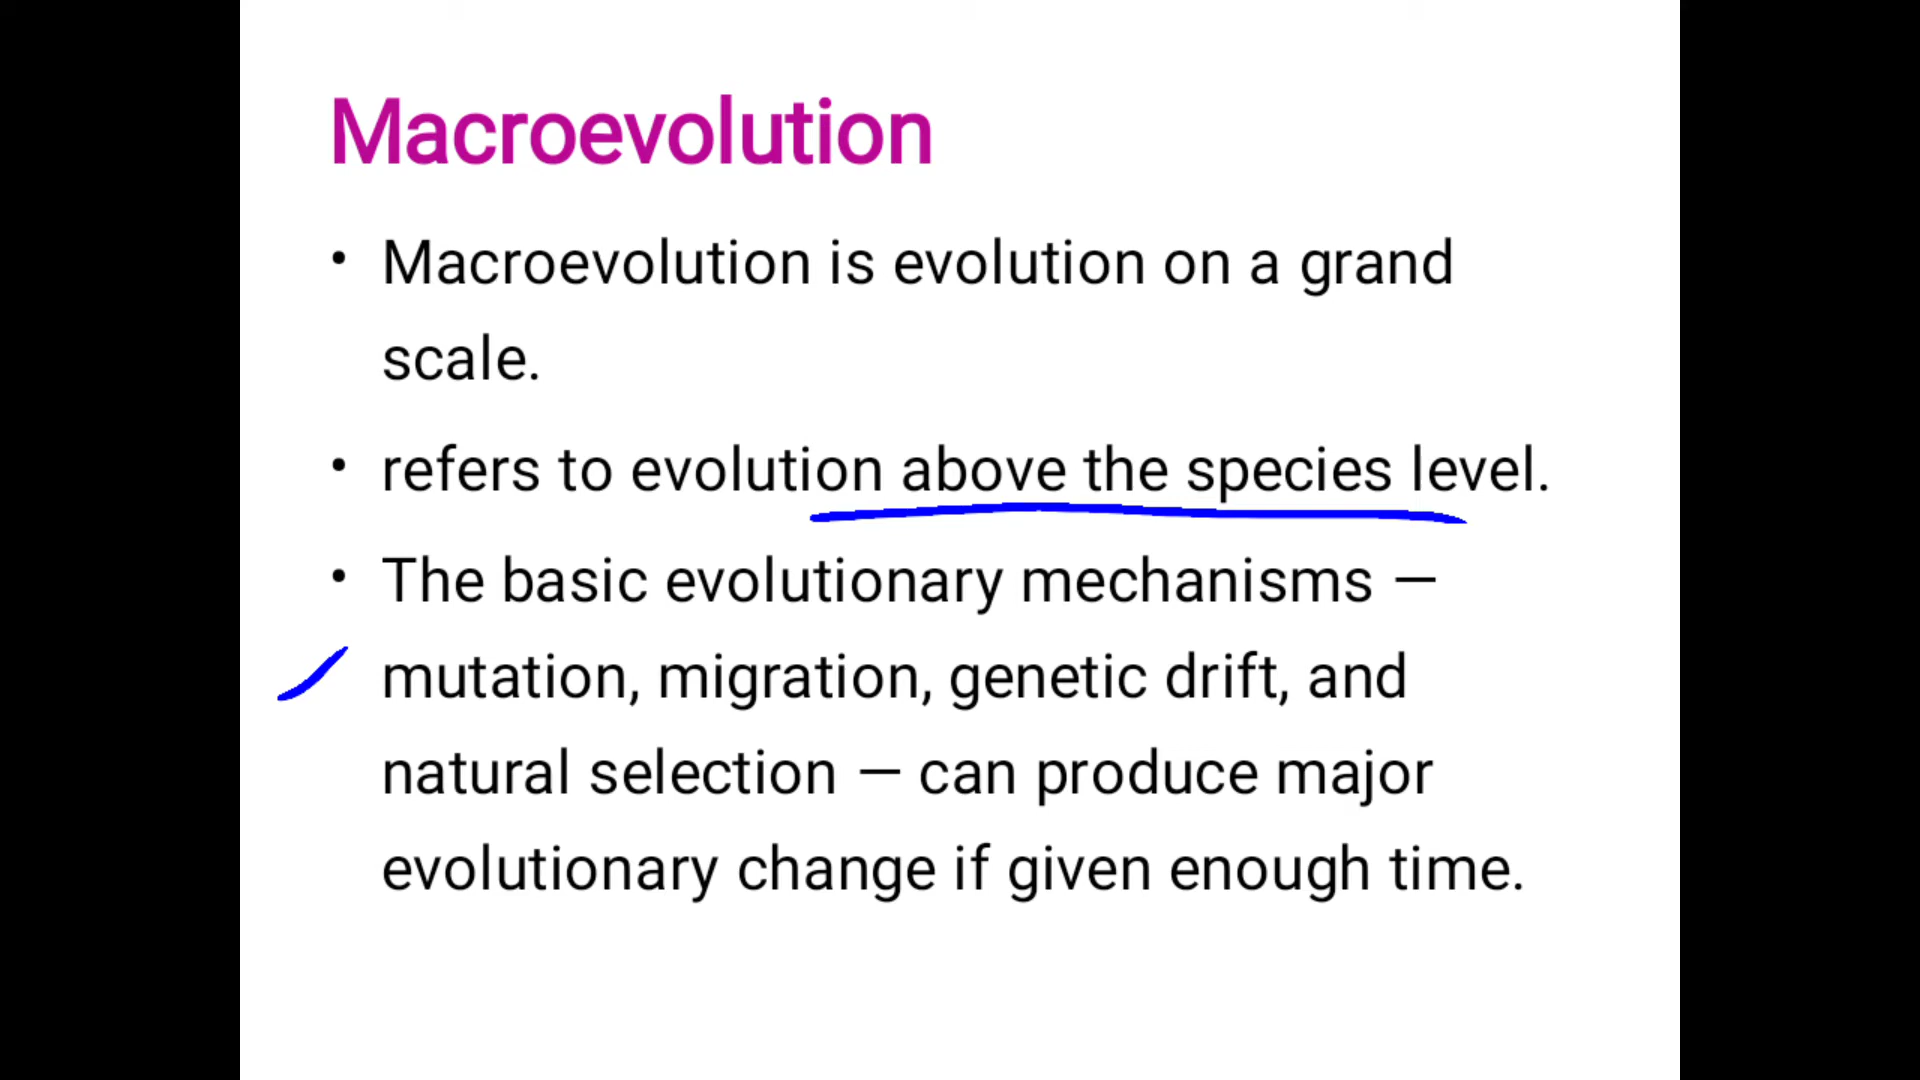 Macroevolution
• Macroevolution is evolution on a grand
scale.
• refers to evolution above the species level.
• The basic evolutionary mechanisms —
mutation, migration, genetic drift, and
natural selection — can produce major
evolutionary change if given enough time.